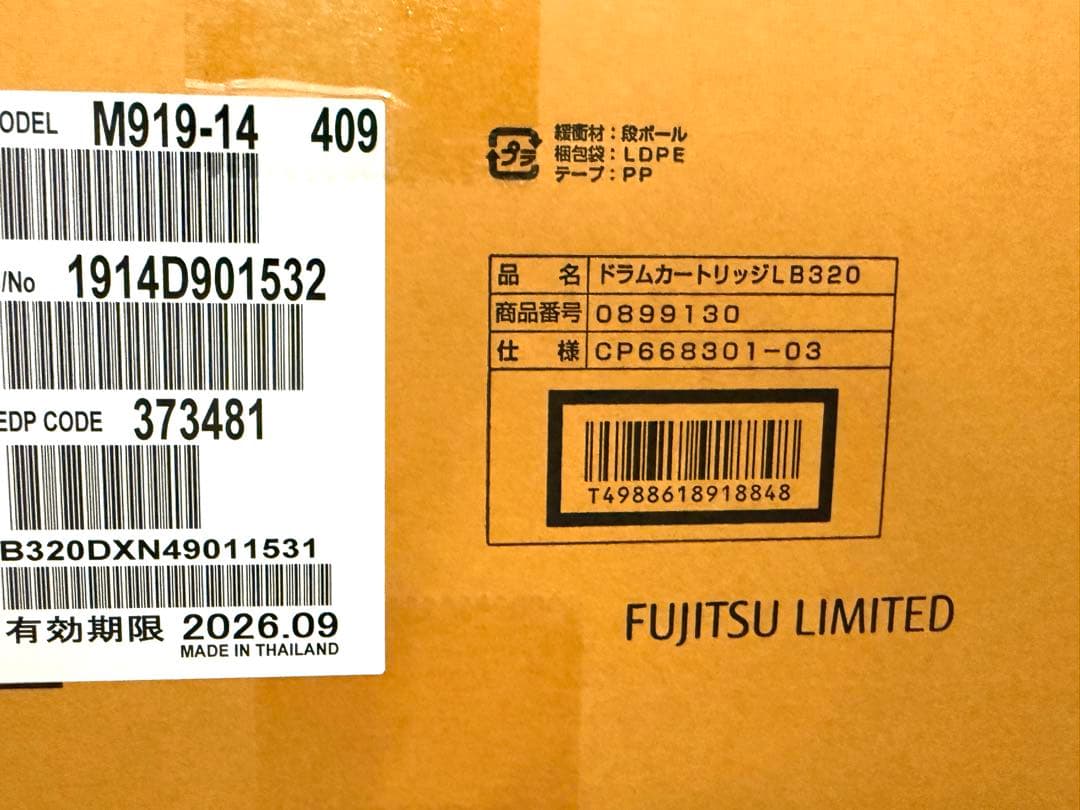 ODEL M919-14 409
/No 1914D901532
EDP CODE 373481
B320DXN49011531
有効期限 2026.09
MADE IN THAILAND
プラ
緩衝材：段ボール
梱包袋：LDPE
テープ：PP
品 名 ドラムカートリッジLB320
商品番号 0899130
仕 様 CP668301-03
T4988618918848
FUJITSU LIMITED